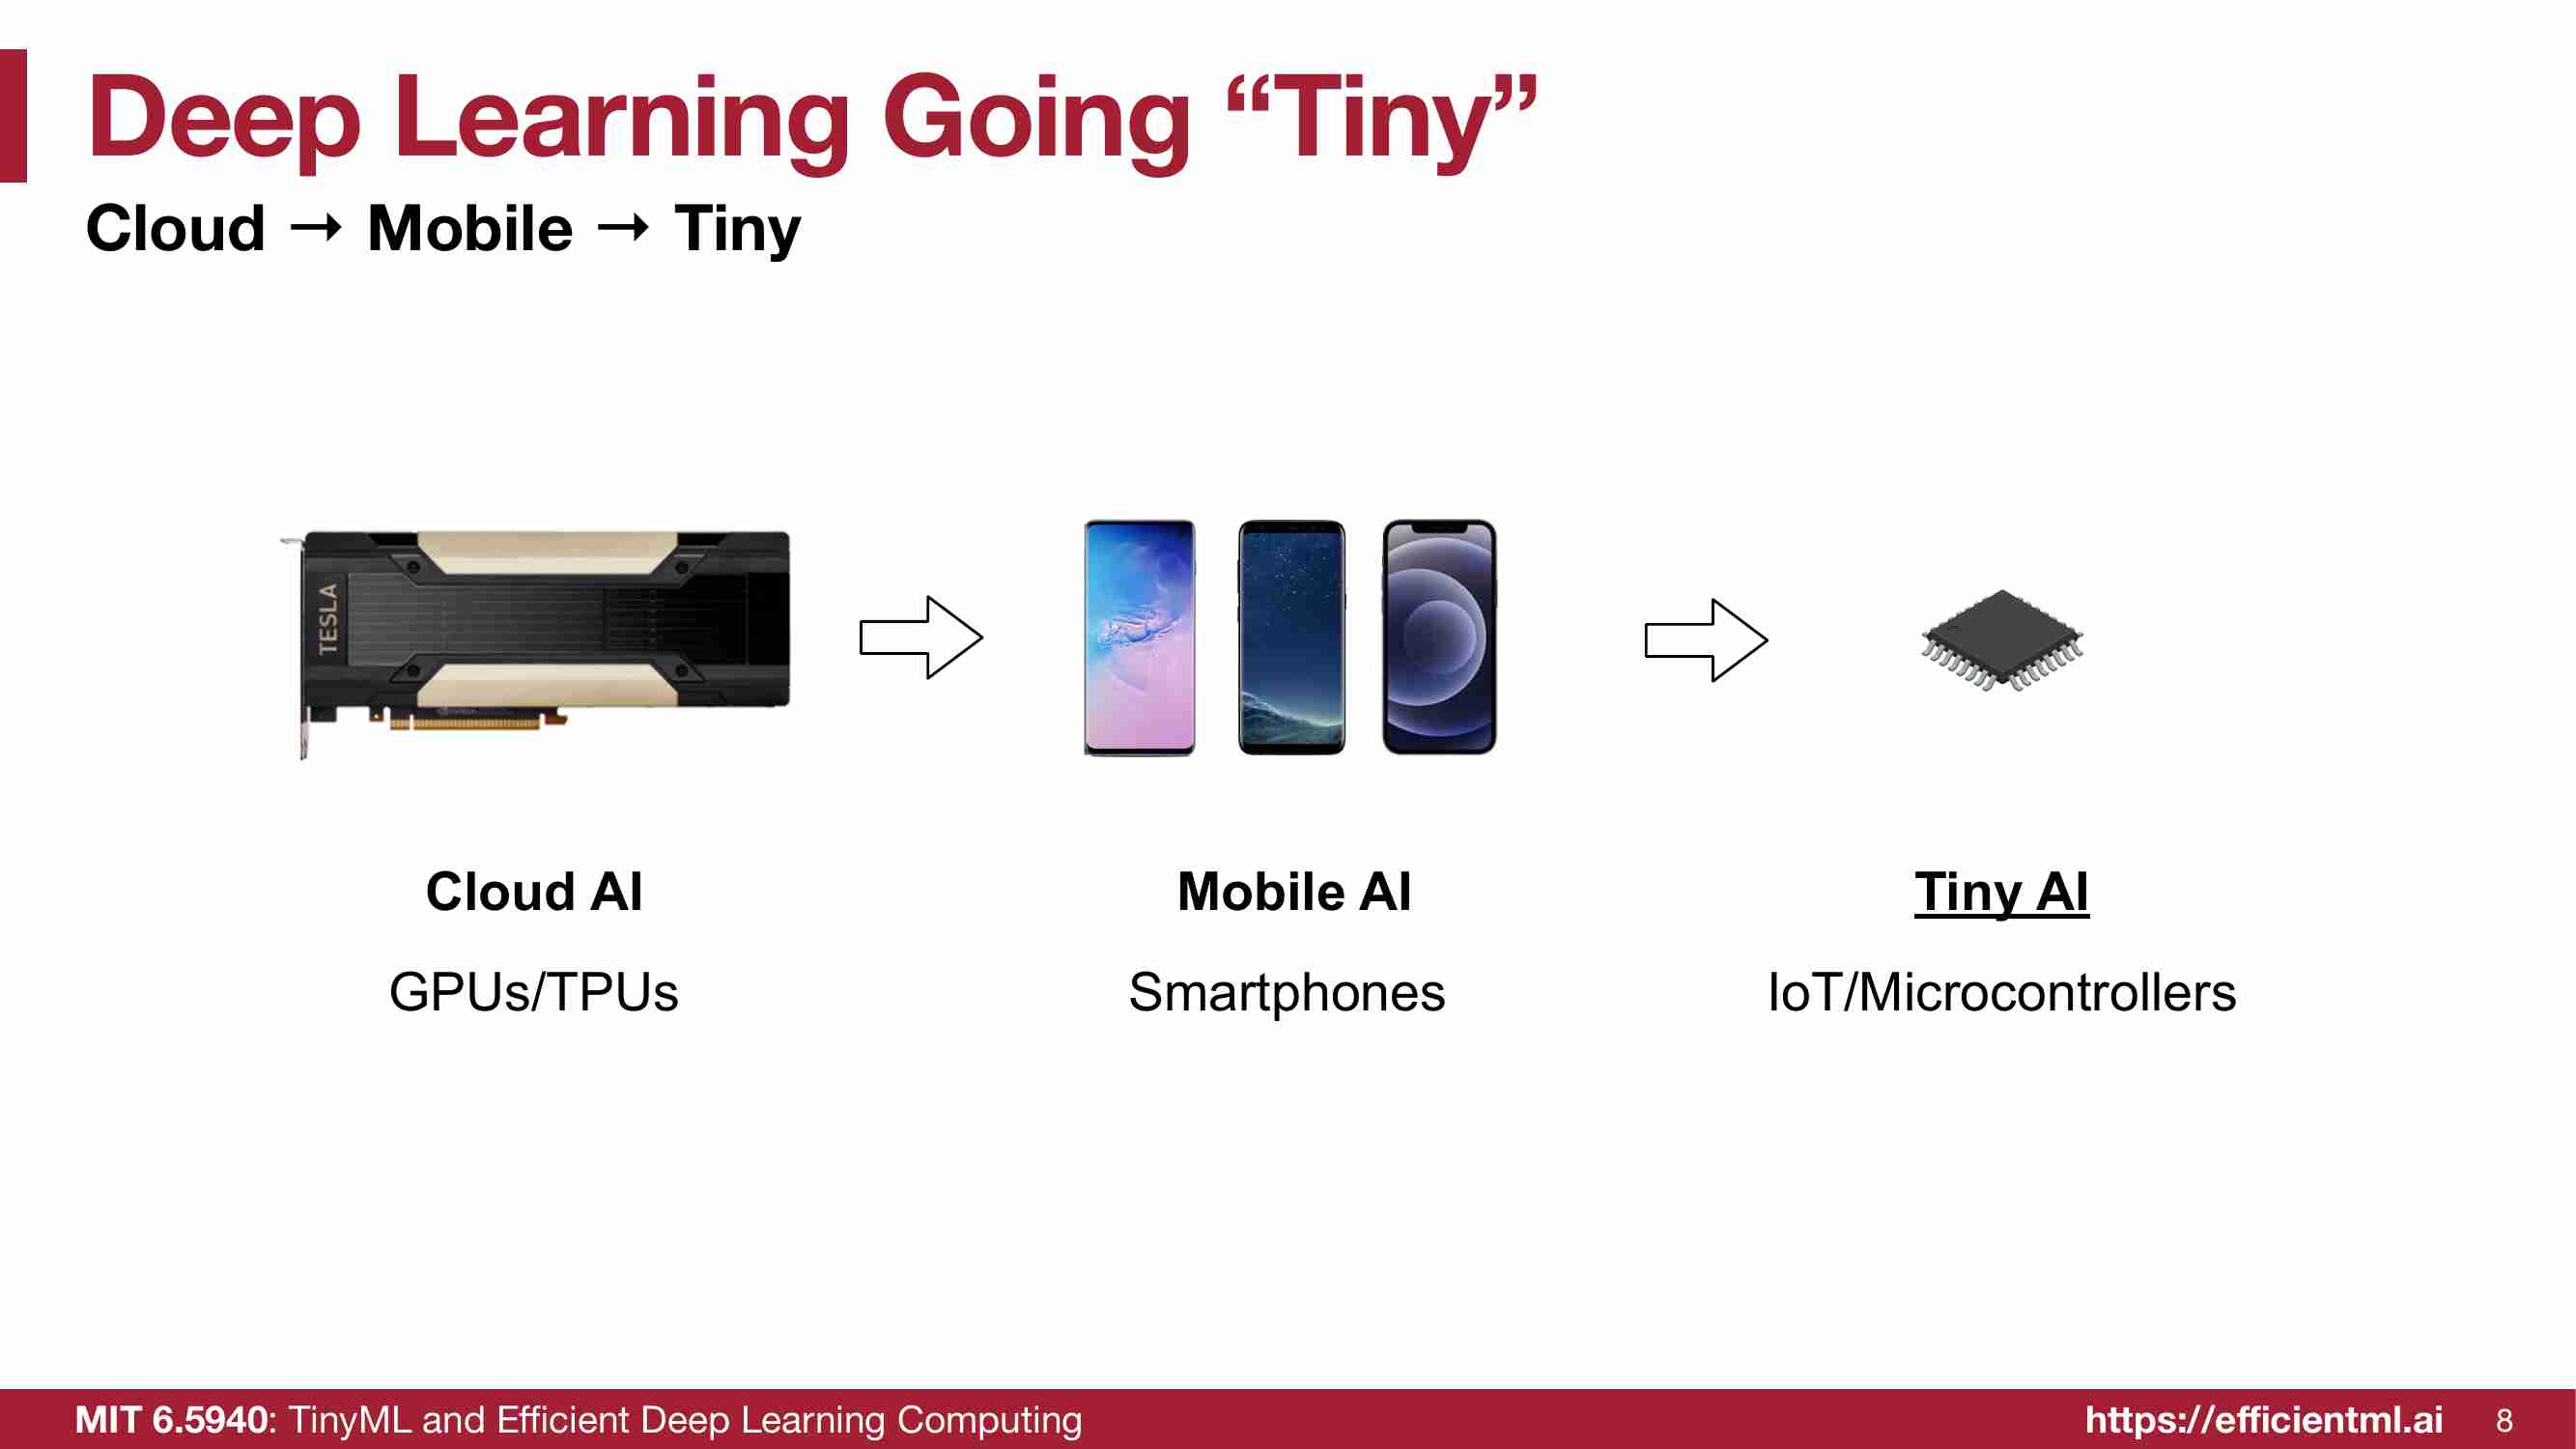 Deep Learning Going “Tiny”
Cloud → Mobile → Tiny
TESLA
Cloud AI
Mobile AI
Tiny AI
GPUs/TPUs
Smartphones
IoT/Microcontrollers
MIT 6.5940: TinyML and Efficient Deep Learning Computing
https://efficientml.ai
8